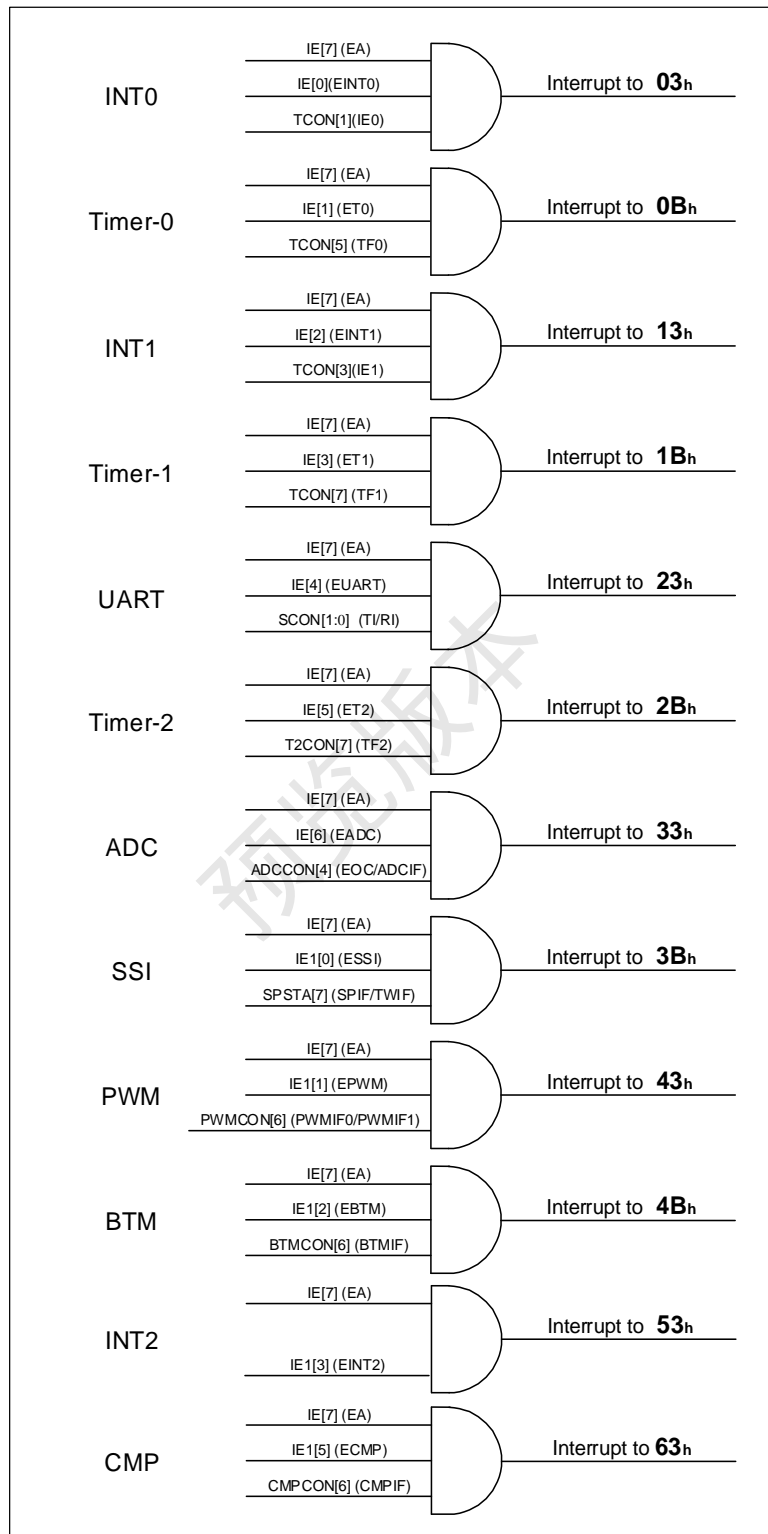 IE[7] (EA)
INT0 IE[0](EINT0) Interrupt to 03h
TCON[1](IE0)
IE[7] (EA)
Timer-0 IE[1] (ET0) Interrupt to 0Bh
TCON[5] (TF0)
IE[7] (EA)
INT1 IE[2] (EINT1) Interrupt to 13h
TCON[3](IE1)
IE[7] (EA)
Timer-1 IE[3] (ET1) Interrupt to 1Bh
TCON[7] (TF1)
IE[7] (EA)
UART IE[4] (EUART) Interrupt to 23h
SCON[1:0] (TI/RI)
IE[7] (EA)
Timer-2 IE[5] (ET2) Interrupt to 2Bh
T2CON[7] (TF2)
IE[7] (EA)
ADC IE[6] (EADC) Interrupt to 33h
ADCCON[4] (EOC/ADCIF)
IE[7] (EA)
SSI IE1[0] (ESSI) Interrupt to 3Bh
SPSTA[7] (SPIF/TWIF)
IE[7] (EA)
PWM IE1[1] (EPWM) Interrupt to 43h
PWMCON[6] (PWMIF0/PWMIF1)
IE[7] (EA)
BTM IE1[2] (EBTM) Interrupt to 4Bh
BTMCON[6] (BTMIF)
IE[7] (EA)
INT2 Interrupt to 53h
IE1[3] (EINT2)
IE[7] (EA)
CMP IE1[5] (ECMP) Interrupt to 63h
CMPCON[6] (CMPIF)
预览版本